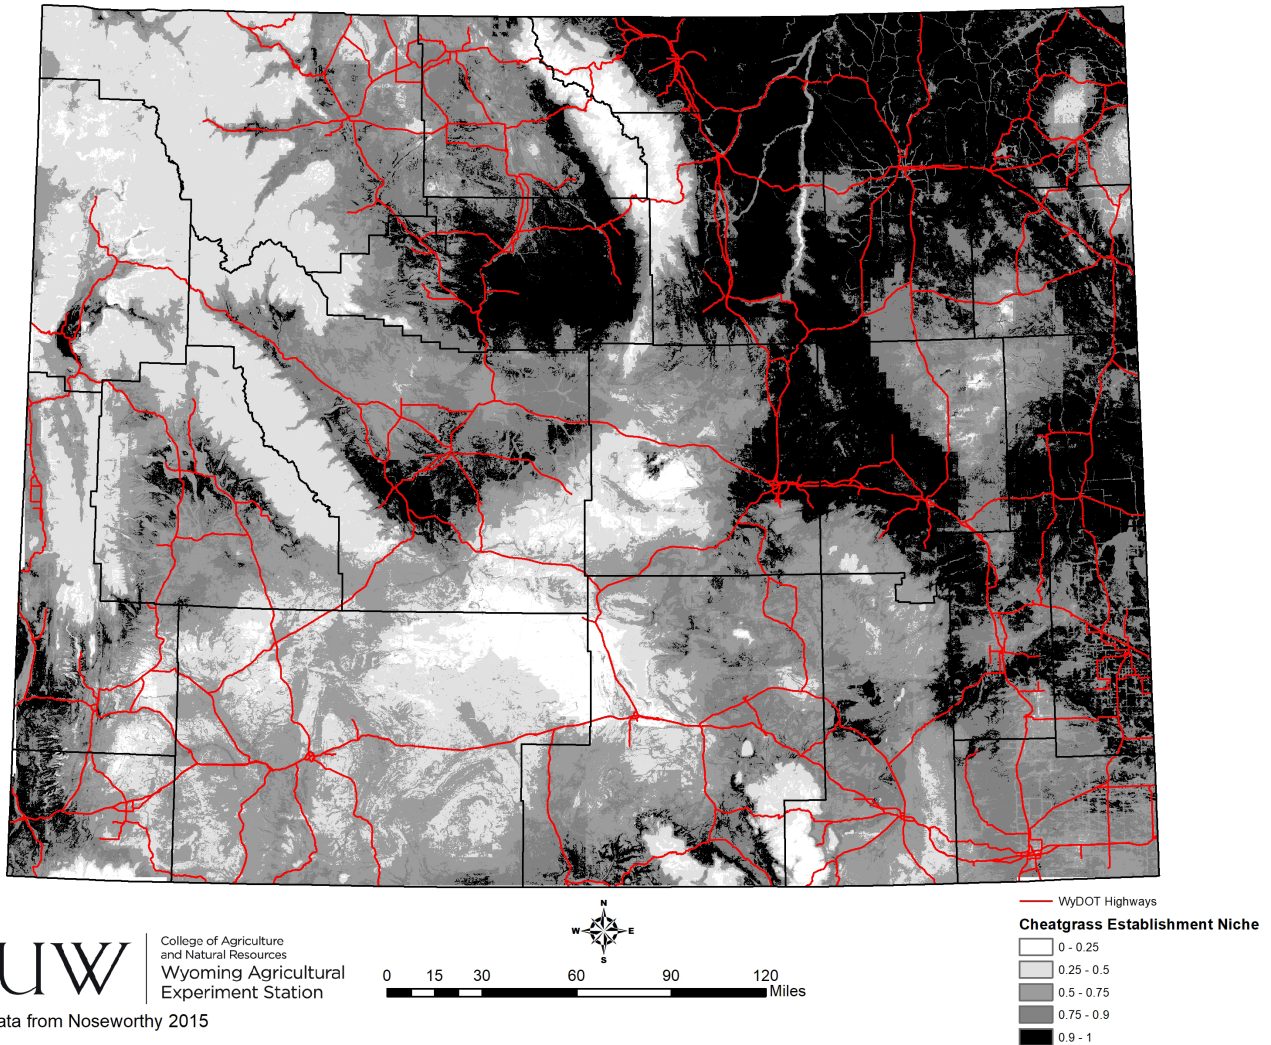 N
W E
S
UW
College of Agriculture
and Natural Resources
Wyoming Agricultural
Experiment Station
ata from Noseworthy 2015
0 15 30 60 90 120
Miles
WyDOT Highways
Cheatgrass Establishment Niche
0 - 0.25
0.25 - 0.5
0.5 - 0.75
0.75 - 0.9
0.9 - 1